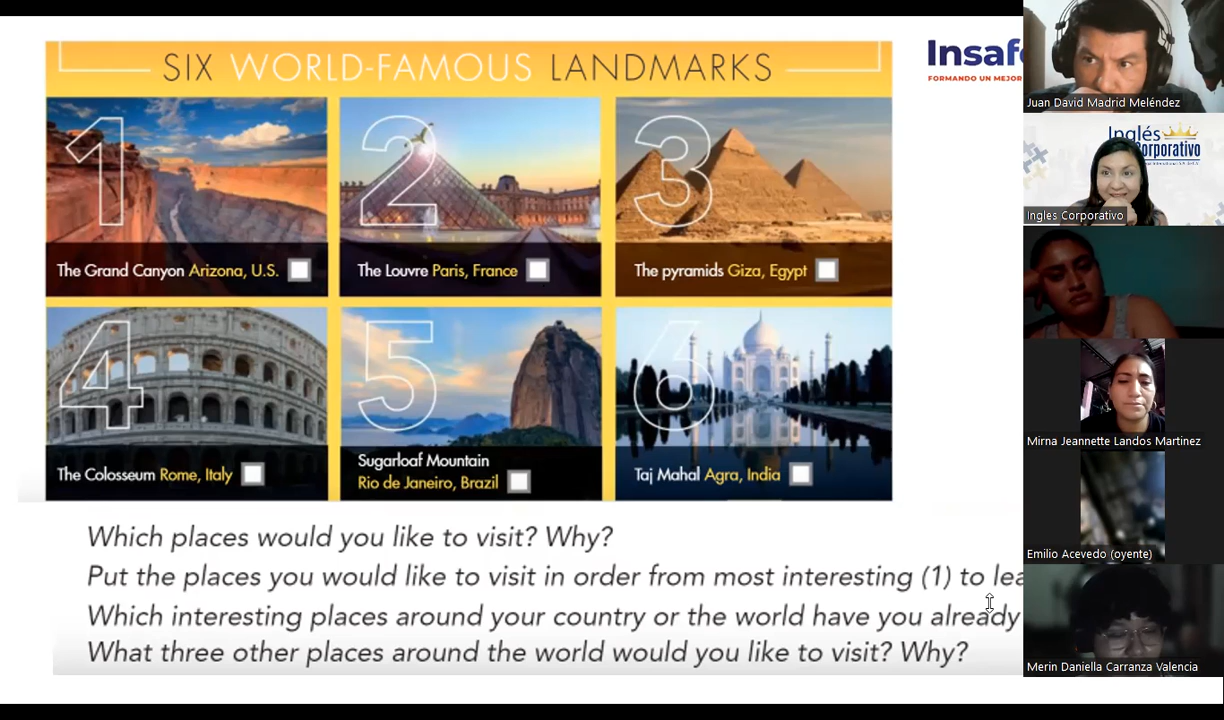 SIX WORLD-FAMOUS LANDMARKS
1
The Grand Canyon Arizona, U.S.
2
The Louvre Paris, France
3
The pyramids Giza, Egypt
4
The Colosseum Rome, Italy
5
Sugarloaf Mountain
Rio de Janeiro, Brazil
6
Taj Mahal Agra, India
Which places would you like to visit? Why?
Put the places you would like to visit in order from most interesting (1) to lea
Which interesting places around your country or the world have you already
What three other places around the world would you like to visit? Why?
Insafo
FORMANDO UN MEJOR
Juan David Madrid Meléndez
Inglés
Corporativo
Ingles Corporativo
Mirna Jeannette Landos Martinez
Emilio Acevedo (oyente)
Merin Daniella Carranza Valencia